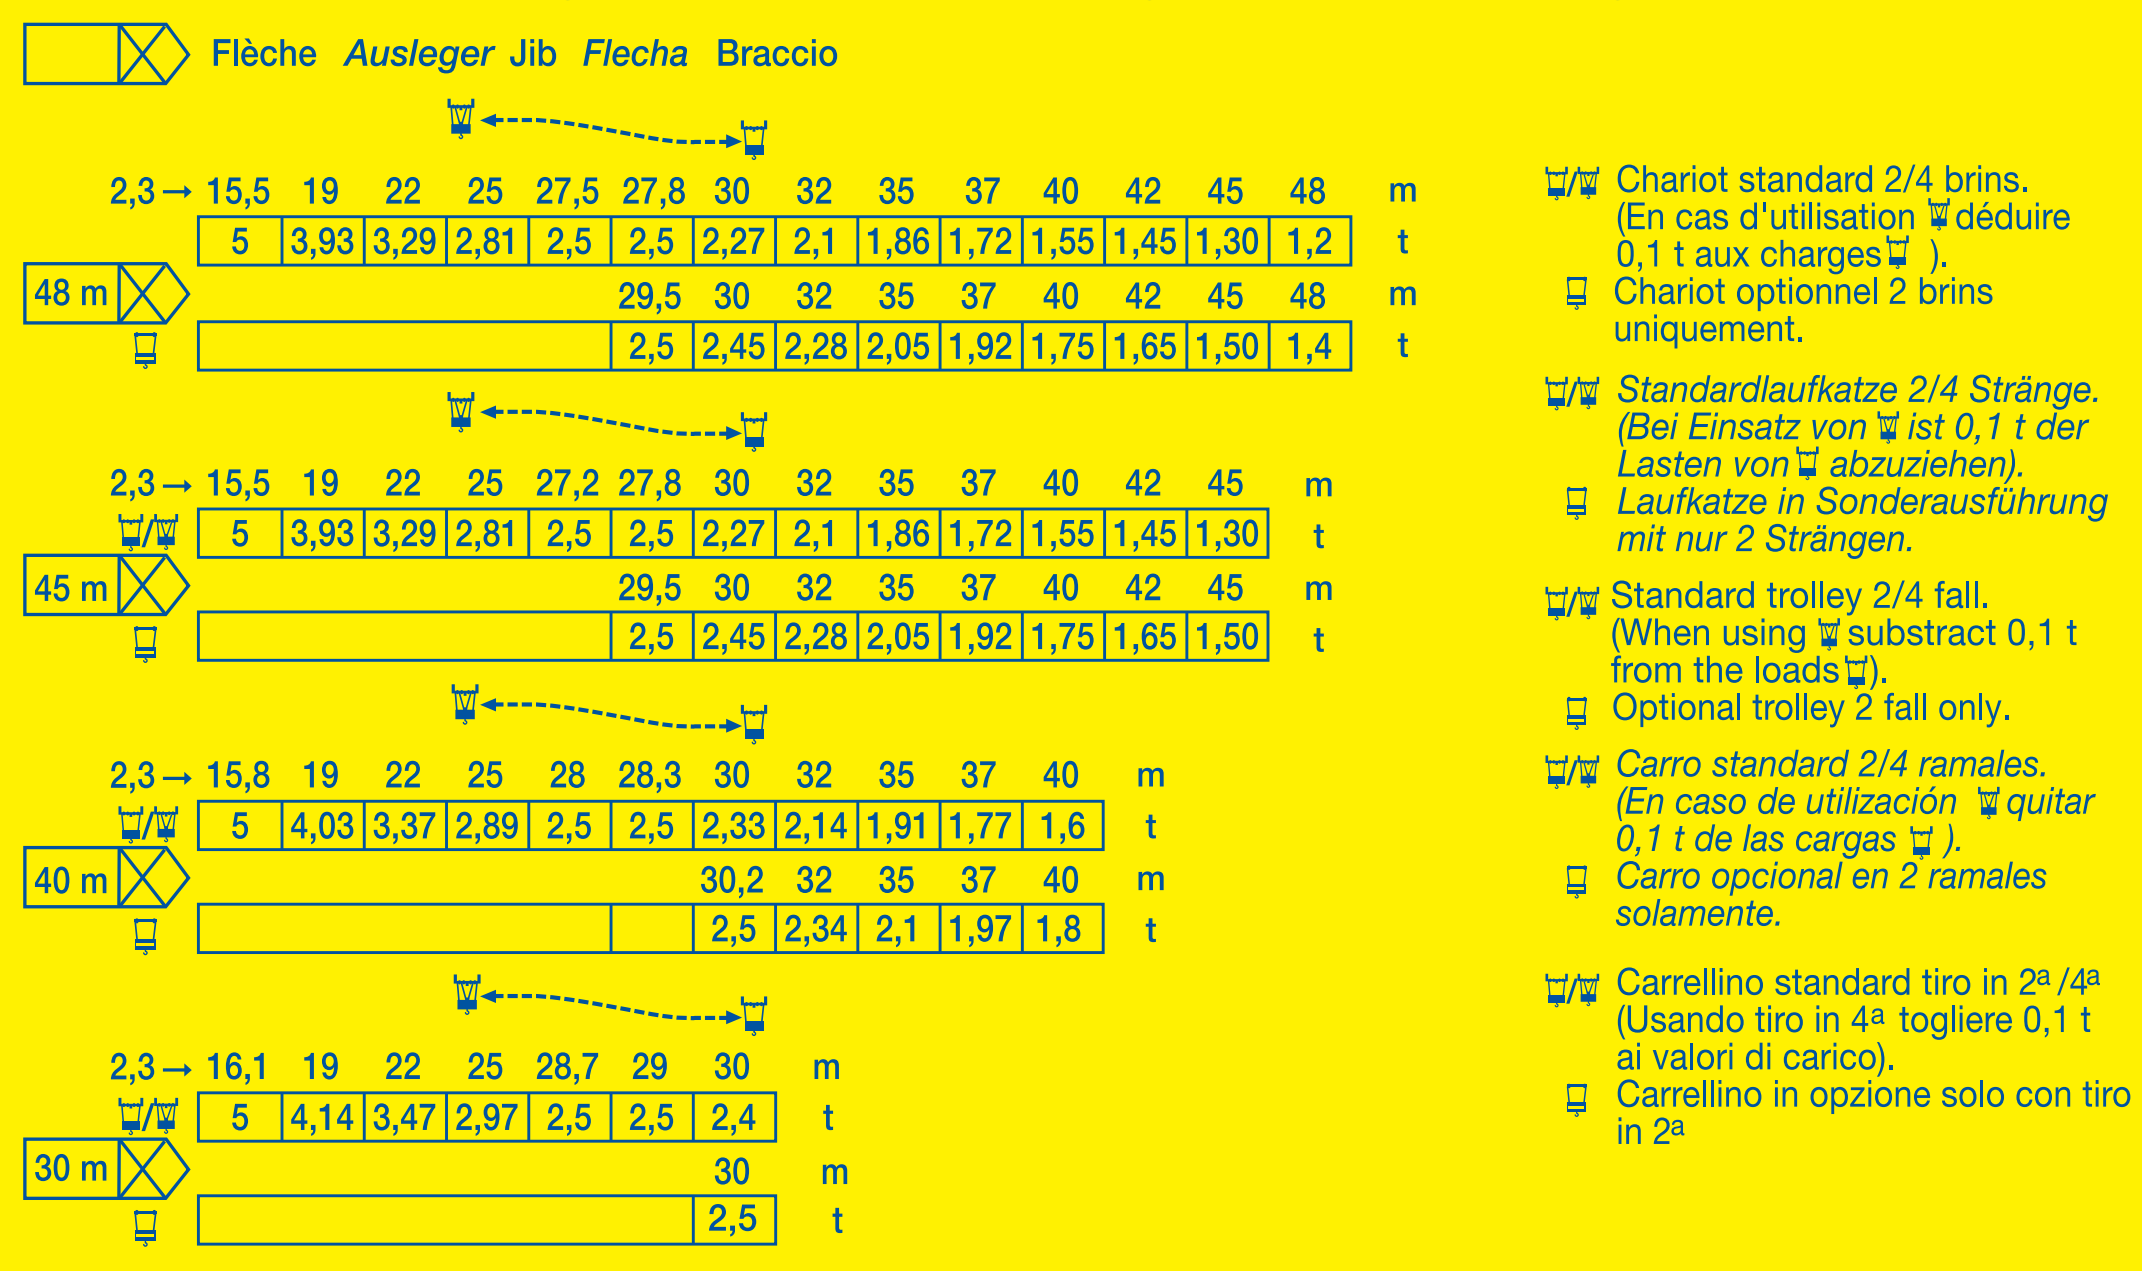 Flèche Ausleger Jib Flecha Braccio
2,3 → 15,5 19 22 25 27,5 27,8 30 32 35 37 40 42 45 48 m
5 3,93 3,29 2,81 2,5 2,5 2,27 2,1 1,86 1,72 1,55 1,45 1,30 1,2 t
48 m
29,5 30 32 35 37 40 42 45 48 m
2,5 2,45 2,28 2,05 1,92 1,75 1,65 1,50 1,4 t
2,3 → 15,5 19 22 25 27,2 27,8 30 32 35 37 40 42 45 m
/ 5 3,93 3,29 2,81 2,5 2,5 2,27 2,1 1,86 1,72 1,55 1,45 1,30 t
45 m
29,5 30 32 35 37 40 42 45 m
2,5 2,45 2,28 2,05 1,92 1,75 1,65 1,50 t
2,3 → 15,8 19 22 25 28 28,3 30 32 35 37 40 m
/ 5 4,03 3,37 2,89 2,5 2,5 2,33 2,14 1,91 1,77 1,6 t
40 m
30,2 32 35 37 40 m
2,5 2,34 2,1 1,97 1,8 t
2,3 → 16,1 19 22 25 28,7 29 30 m
/ 5 4,14 3,47 2,97 2,5 2,5 2,4 t
30 m
30 m
2,5 t
/ Chariot standard 2/4 brins.
(En cas d'utilisation déduire
0,1 t aux charges ).
Chariot optionnel 2 brins
uniquement.
/ Standardlaufkatze 2/4 Stränge.
(Bei Einsatz von ist 0,1 t der
Lasten von abzuziehen).
Laufkatze in Sonderausführung
mit nur 2 Strängen.
/ Standard trolley 2/4 fall.
(When using substract 0,1 t
from the loads ).
Optional trolley 2 fall only.
/ Carro standard 2/4 ramales.
(En caso de utilización quitar
0,1 t de las cargas ).
Carro opcional en 2 ramales
solamente.
/ Carrellino standard tiro in 2ª/4ª
(Usando tiro in 4ª togliere 0,1 t
ai valori di carico).
Carrellino in opzione solo con tiro
in 2ª